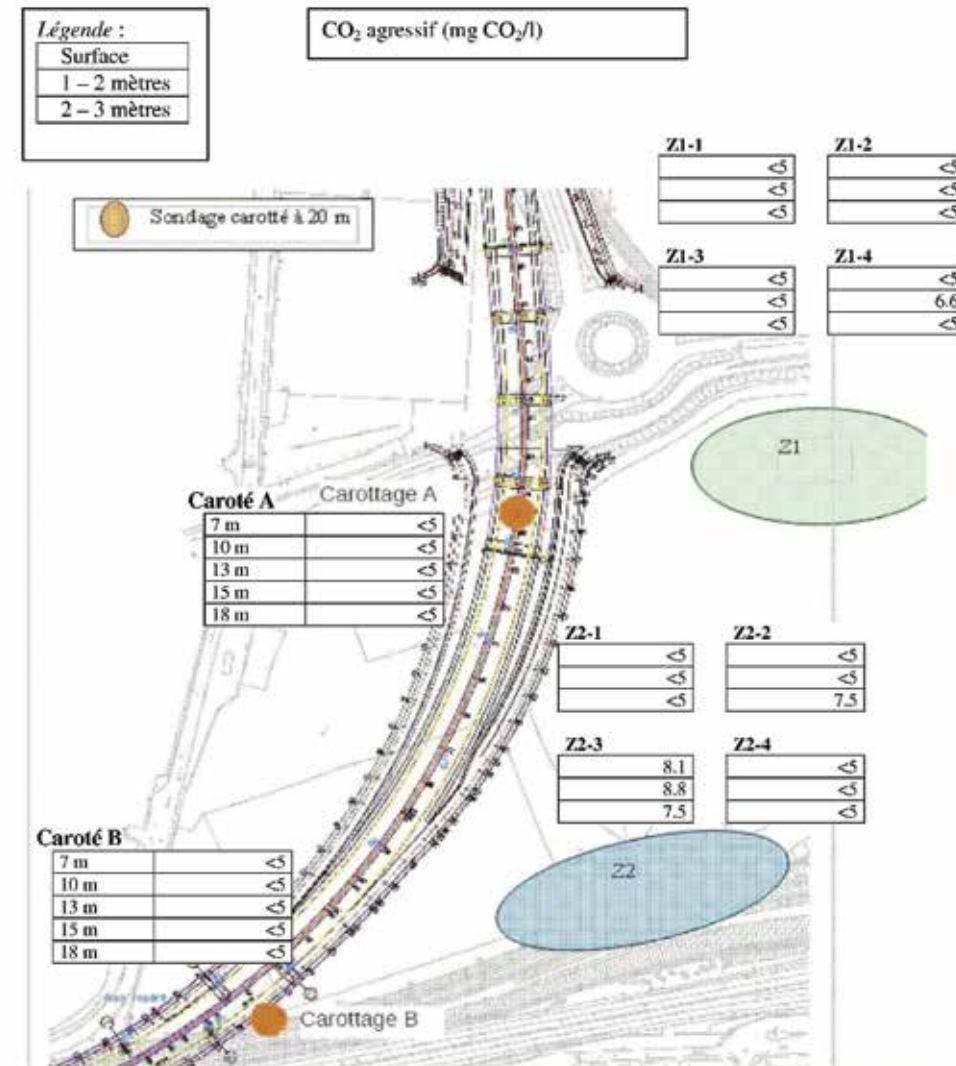 Légende :
Surface
1 – 2 mètres
2 – 3 mètres
CO₂ agressif (mg CO₂/l)
Sondage carotté à 20 m
Z1-1
<5
<5
<5
Z1-2
<5
<5
<5
Z1-3
<5
<5
<5
Z1-4
<5
6.6
<5
Z1
Caroté A
Carottage A
7 m <5
10 m <5
13 m <5
15 m <5
18 m <5
Z2-1
<5
<5
<5
Z2-2
<5
<5
7.5
Z2-3
8.1
8.8
7.5
Z2-4
<5
<5
<5
Z2
Caroté B
7 m <5
10 m <5
13 m <5
15 m <5
18 m <5
Carottage B